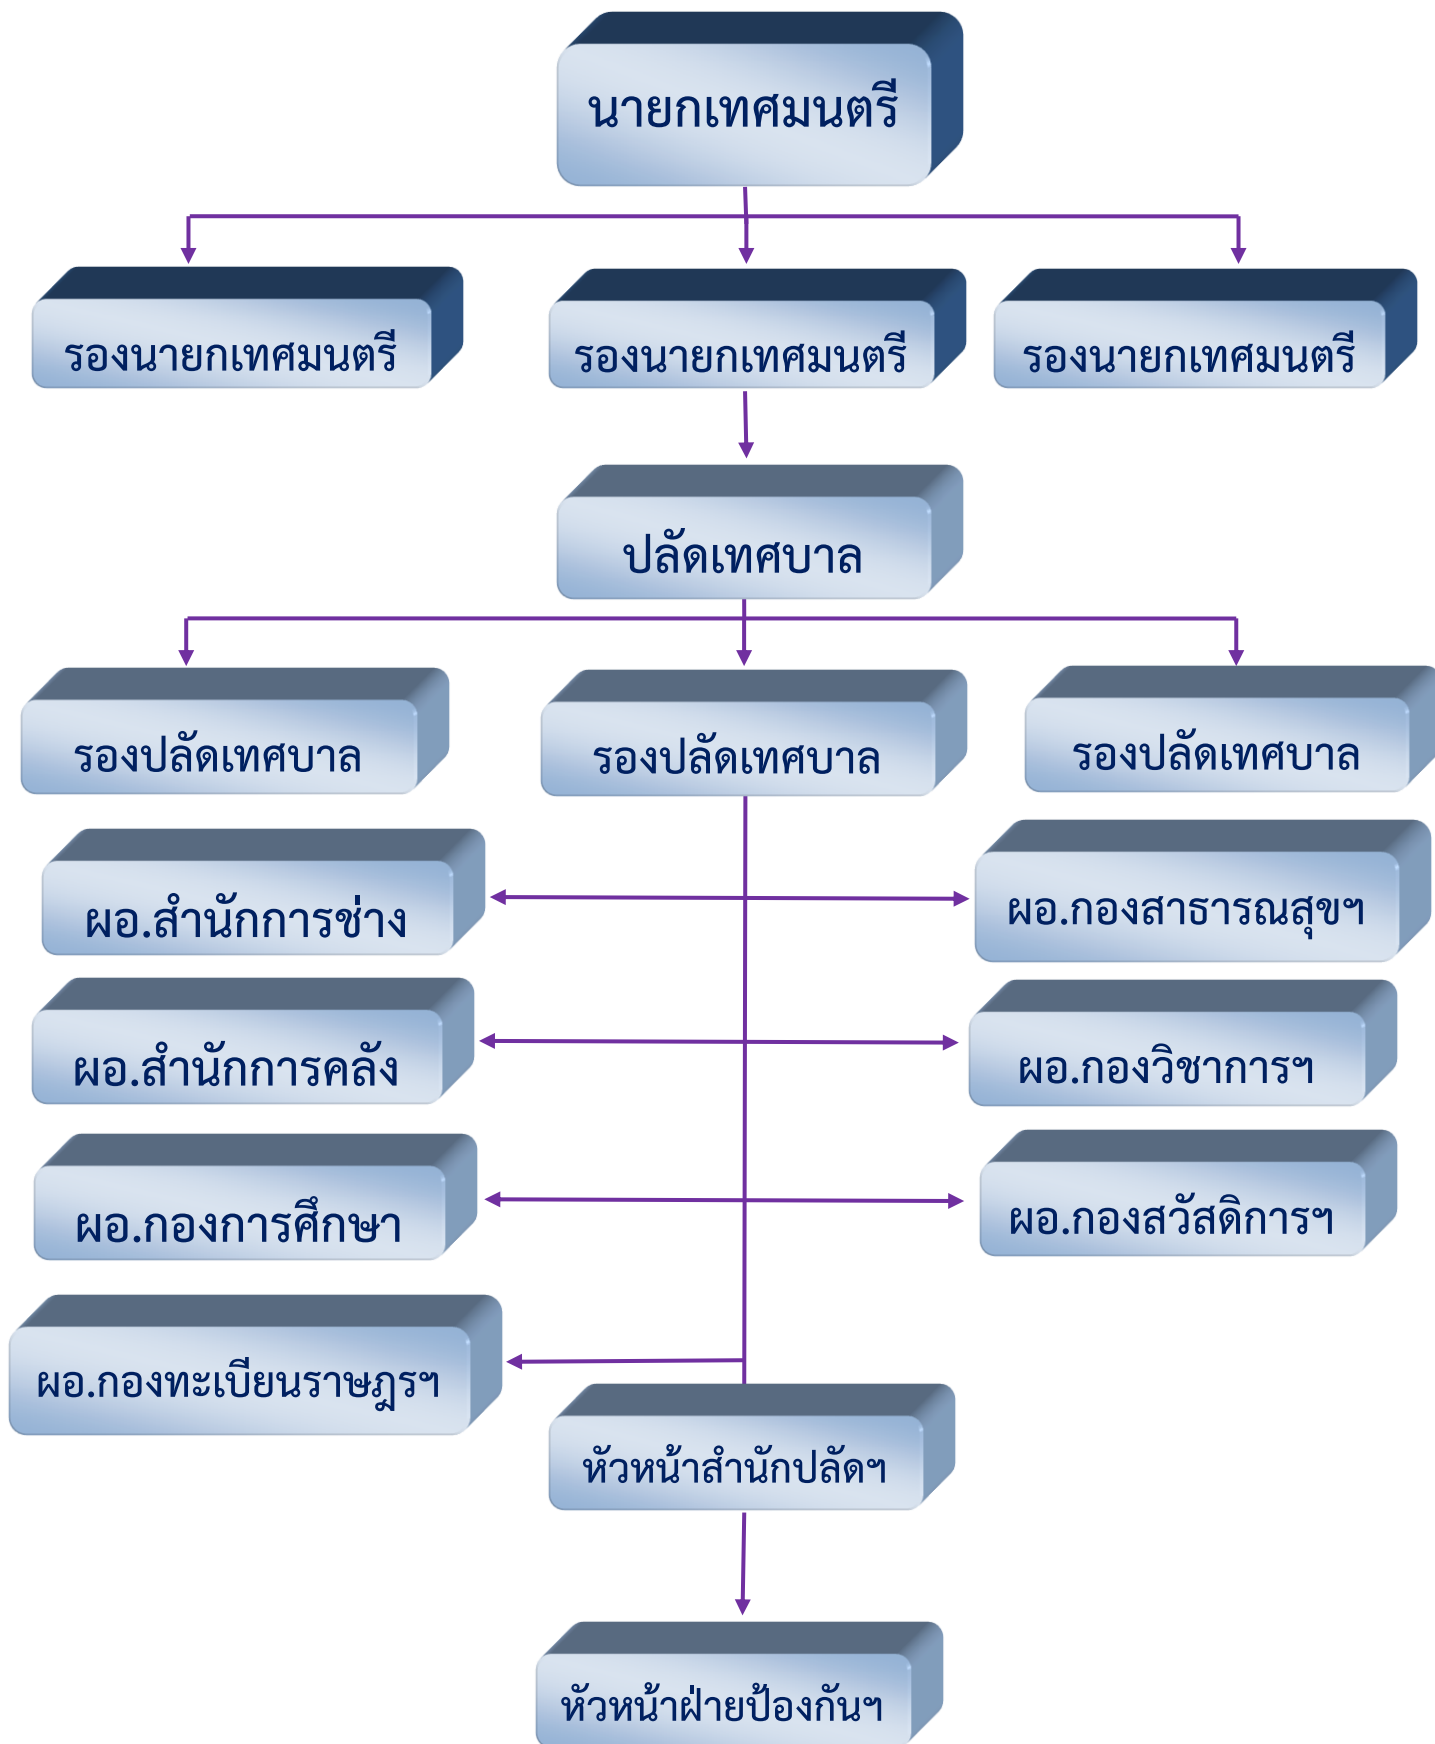 นายกเทศมนตรี
รองนายกเทศมนตรี
รองนายกเทศมนตรี
รองนายกเทศมนตรี
ปลัดเทศบาล
รองปลัดเทศบาล
รองปลัดเทศบาล
รองปลัดเทศบาล
ผอ.สำนักการช่าง
ผอ.กองสาธารณสุขฯ
ผอ.สำนักการคลัง
ผอ.กองวิชาการฯ
ผอ.กองการศึกษา
ผอ.กองสวัสดิการฯ
ผอ.กองทะเบียนราษฎรฯ
หัวหน้าสำนักปลัดฯ
หัวหน้าฝ่ายป้องกันฯ